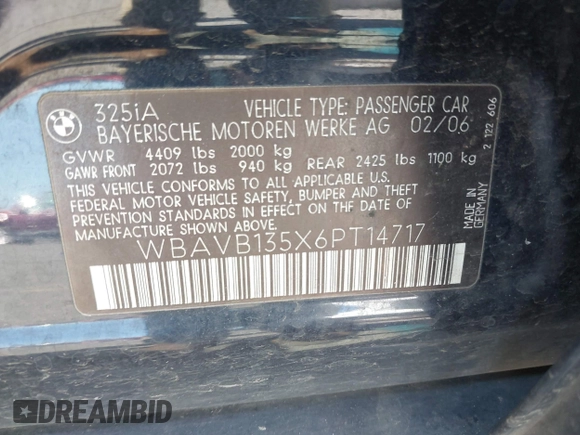 BMW
325iA VEHICLE TYPE: PASSENGER CAR
BAYERISCHE MOTOREN WERKE AG 02/06
GVWR 4409 lbs 2000 kg
GAWR FRONT 2072 lbs 940 kg REAR 2425 lbs 1100 kg
THIS VEHICLE CONFORMS TO ALL APPLICABLE U.S.
FEDERAL MOTOR VEHICLE SAFETY, BUMPER AND THEFT
PREVENTION STANDARDS IN EFFECT ON THE DATE OF
MANUFACTURE SHOWN ABOVE.
WBAVB135X6PT14717
2 122 606
MADE IN
GERMANY
DREAMBID